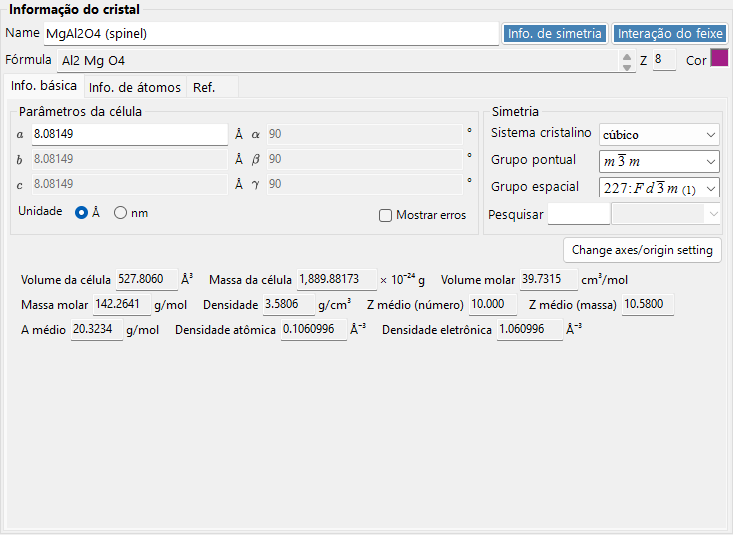 Informação do cristal
Name MgAl2O4 (spinel) Info. de simetria Interação do feixe
Fórmula Al2 Mg O4 Z 8 Cor
Info. básica Info. de átomos Ref.
Parâmetros da célula Simetria
a 8.08149 Å α 90 ° Sistema cristalino cúbico
b 8.08149 Å β 90 ° Grupo pontual m 3̅ m
c 8.08149 Å γ 90 ° Grupo espacial 227: F d 3̅ m (1)
Unidade Å nm Mostrar erros Pesquisar
Change axes/origin setting
Volume da célula 527.8060 Å³ Massa da célula 1,889.88173 × 10⁻²⁴ g Volume molar 39.7315 cm³/mol
Massa molar 142.2641 g/mol Densidade 3.5806 g/cm³ Z médio (número) 10.000 Z médio (massa) 10.5800
A médio 20.3234 g/mol Densidade atômica 0.1060996 Å⁻³ Densidade eletrônica 1.060996 Å⁻³